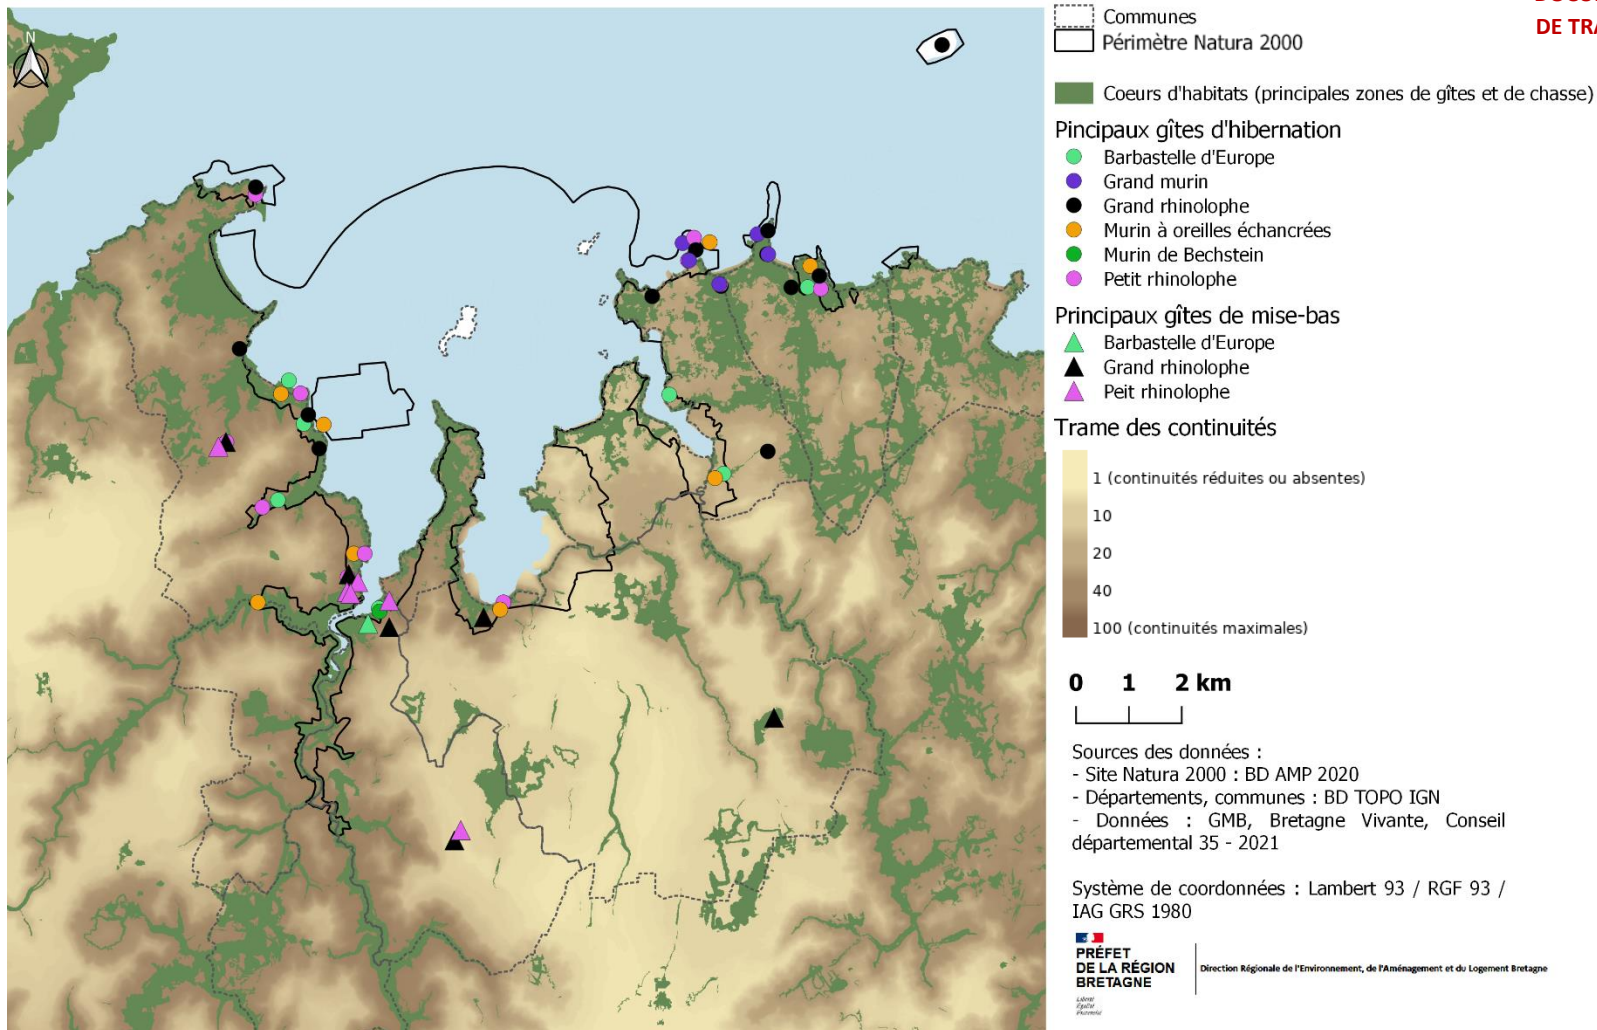 N
DE TRA
Communes
Périmètre Natura 2000
Coeurs d'habitats (principales zones de gîtes et de chasse)
Pincipaux gîtes d'hibernation
Barbastelle d'Europe
Grand murin
Grand rhinolophe
Murin à oreilles échancrées
Murin de Bechstein
Petit rhinolophe
Principaux gîtes de mise-bas
Barbastelle d'Europe
Grand rhinolophe
Peit rhinolophe
Trame des continuités
1 (continuités réduites ou absentes)
10
20
40
100 (continuités maximales)
0 1 2 km
Sources des données :
- Site Natura 2000 : BD AMP 2020
- Départements, communes : BD TOPO IGN
- Données : GMB, Bretagne Vivante, Conseil
départemental 35 - 2021
Système de coordonnées : Lambert 93 / RGF 93 /
IAG GRS 1980
PRÉFET
DE LA RÉGION
BRETAGNE
Direction Régionale de l'Environnement, de l'Aménagement et du Logement Bretagne
Liberté
Égalité
Fraternité